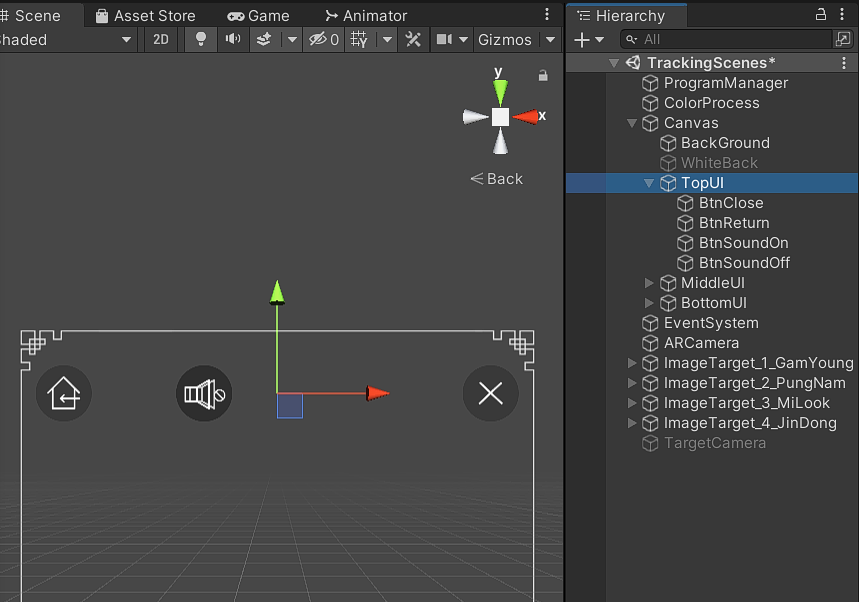 Scene Asset Store Game Animator
haded 2D 0 Gizmos
y
x
Back
Hierarchy
All
TrackingScenes*
ProgramManager
ColorProcess
Canvas
BackGround
WhiteBack
TopUI
BtnClose
BtnReturn
BtnSoundOn
BtnSoundOff
MiddleUI
BottomUI
EventSystem
ARCamera
ImageTarget_1_GamYoung
ImageTarget_2_PungNam
ImageTarget_3_MiLook
ImageTarget_4_JinDong
TargetCamera